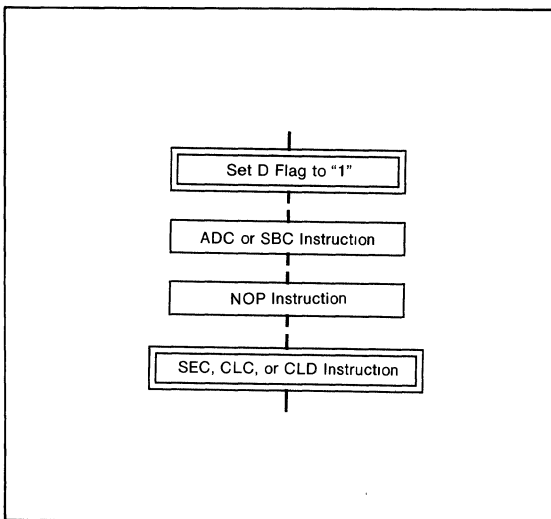 Set D Flag to “1”
ADC or SBC Instruction
NOP Instruction
SEC, CLC, or CLD Instruction